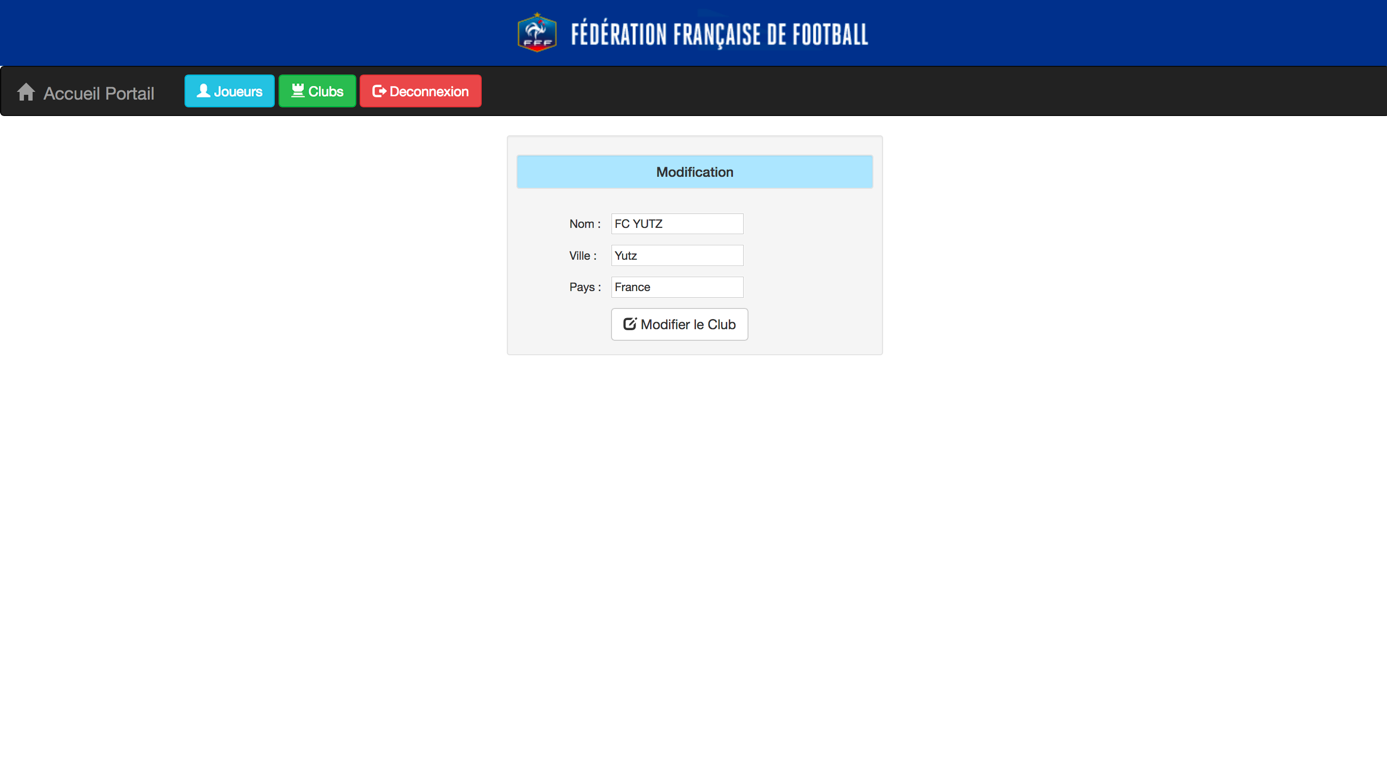 FFF FÉDÉRATION FRANÇAISE DE FOOTBALL
Accueil Portail Joueurs Clubs Deconnexion
Modification
Nom : FC YUTZ
Ville : Yutz
Pays : France
Modifier le Club